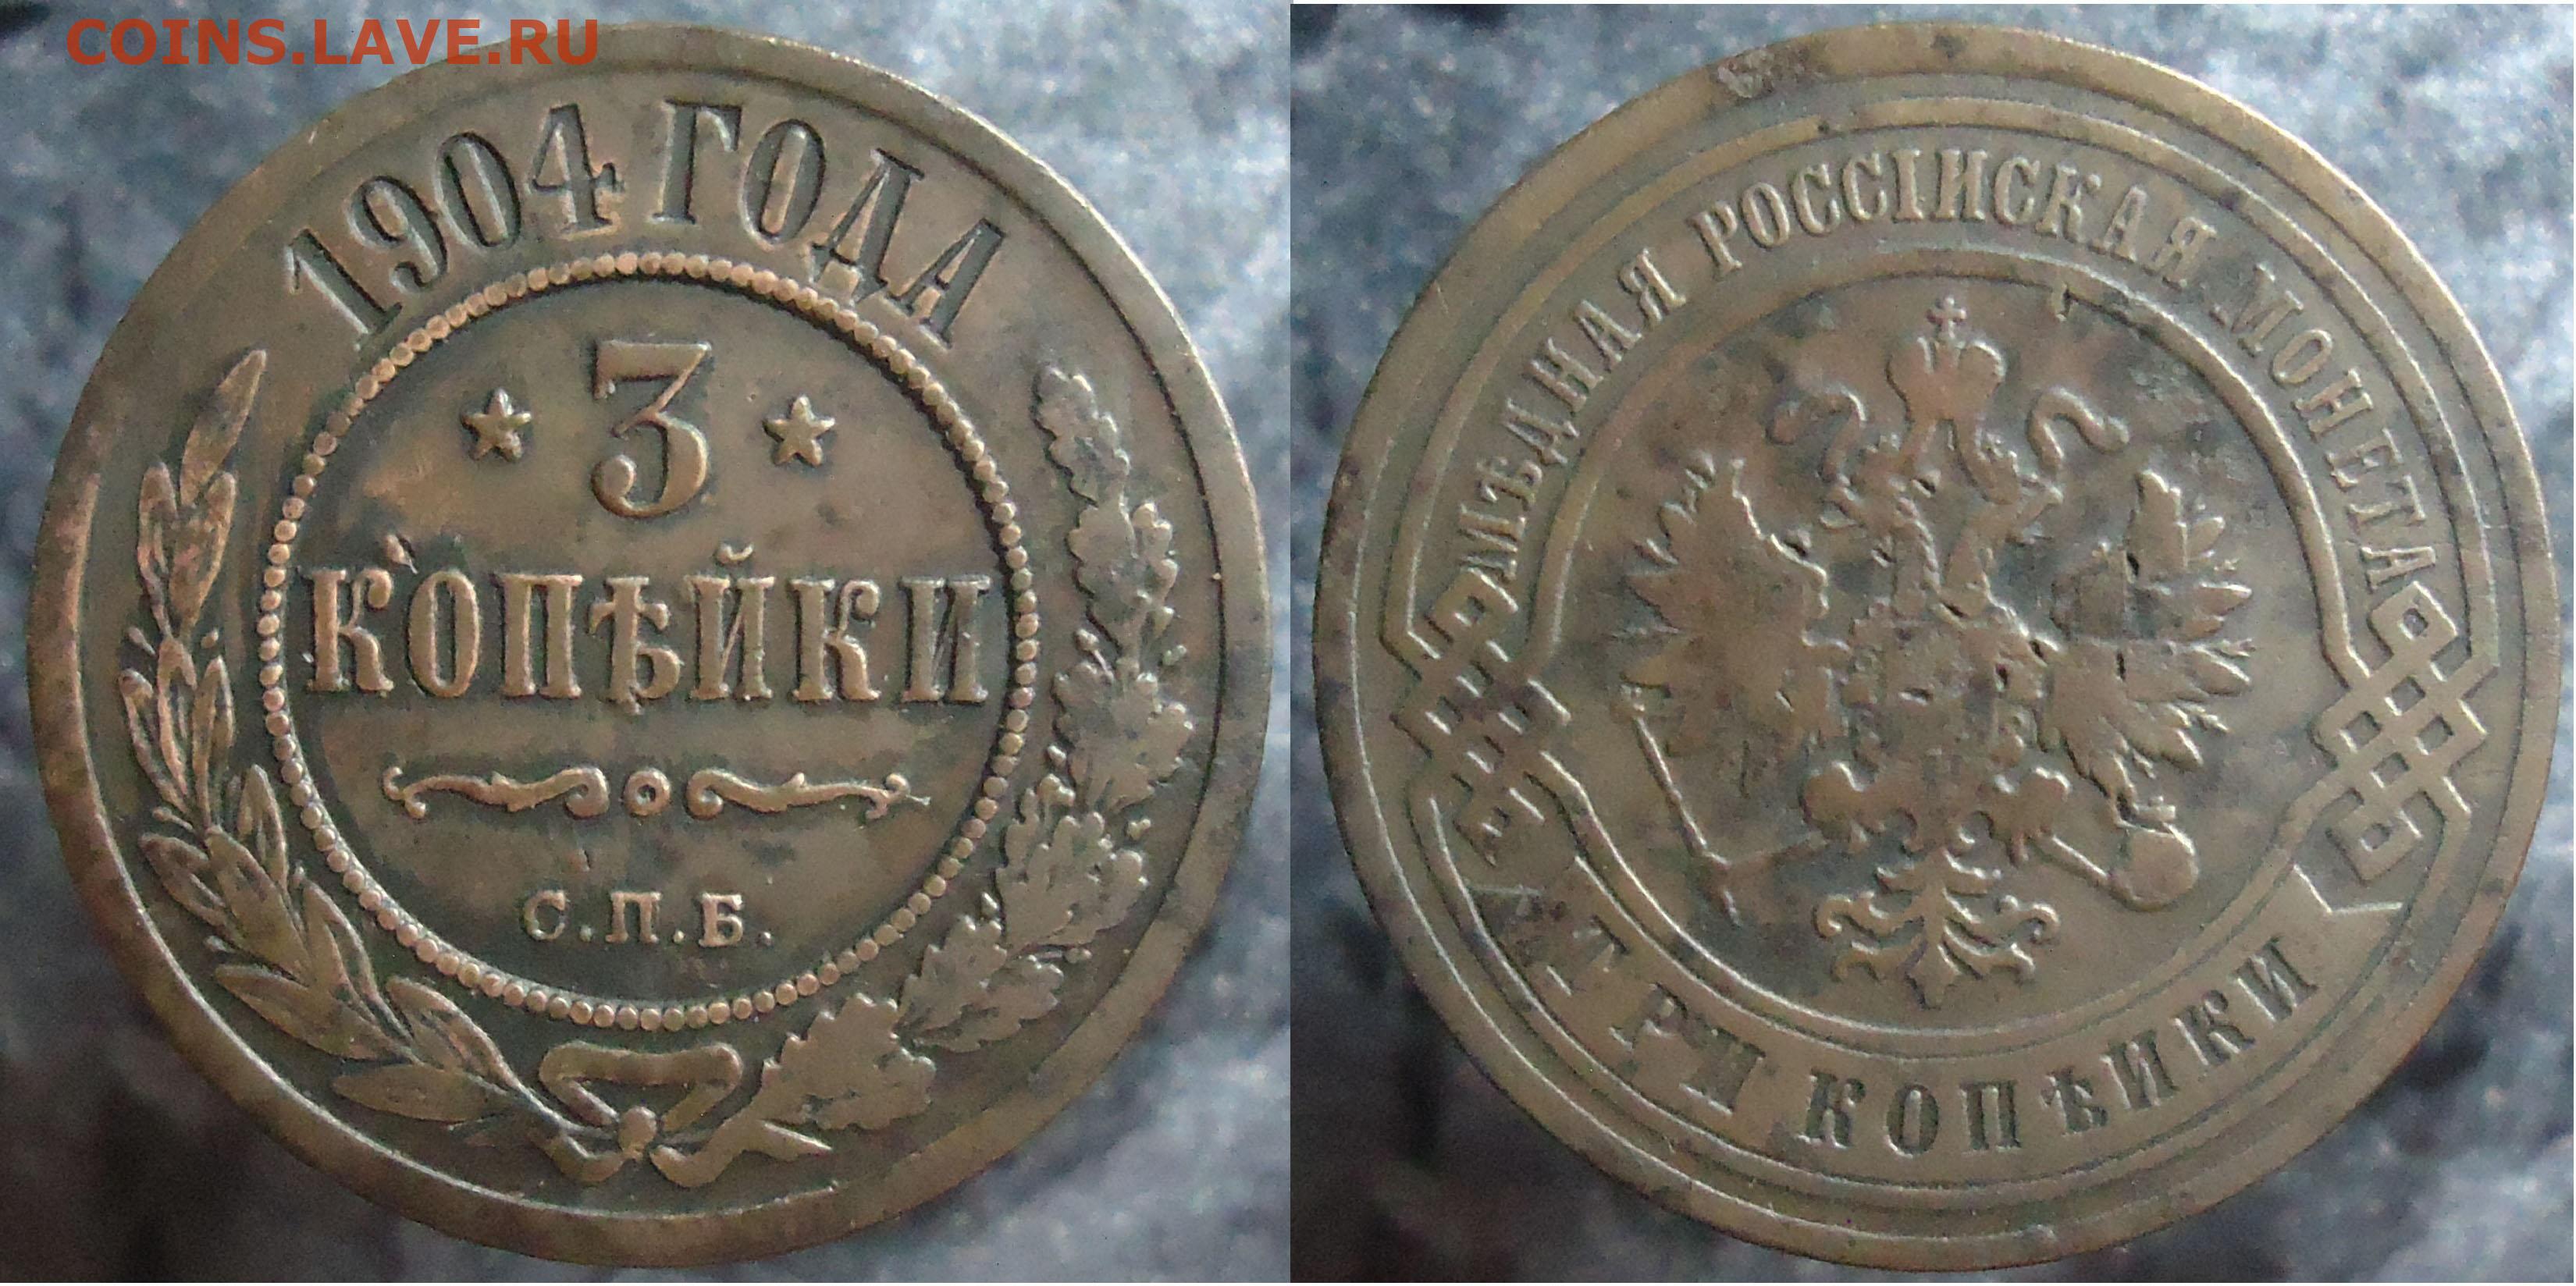 COINS.LAVE.RU
1904 ГОДА
3
КОПѢЙКИ
С.П.Б.
МѢДНАЯ РОССIЙСКАЯ МОНЕТА
ТРИ КОПѢЙКИ